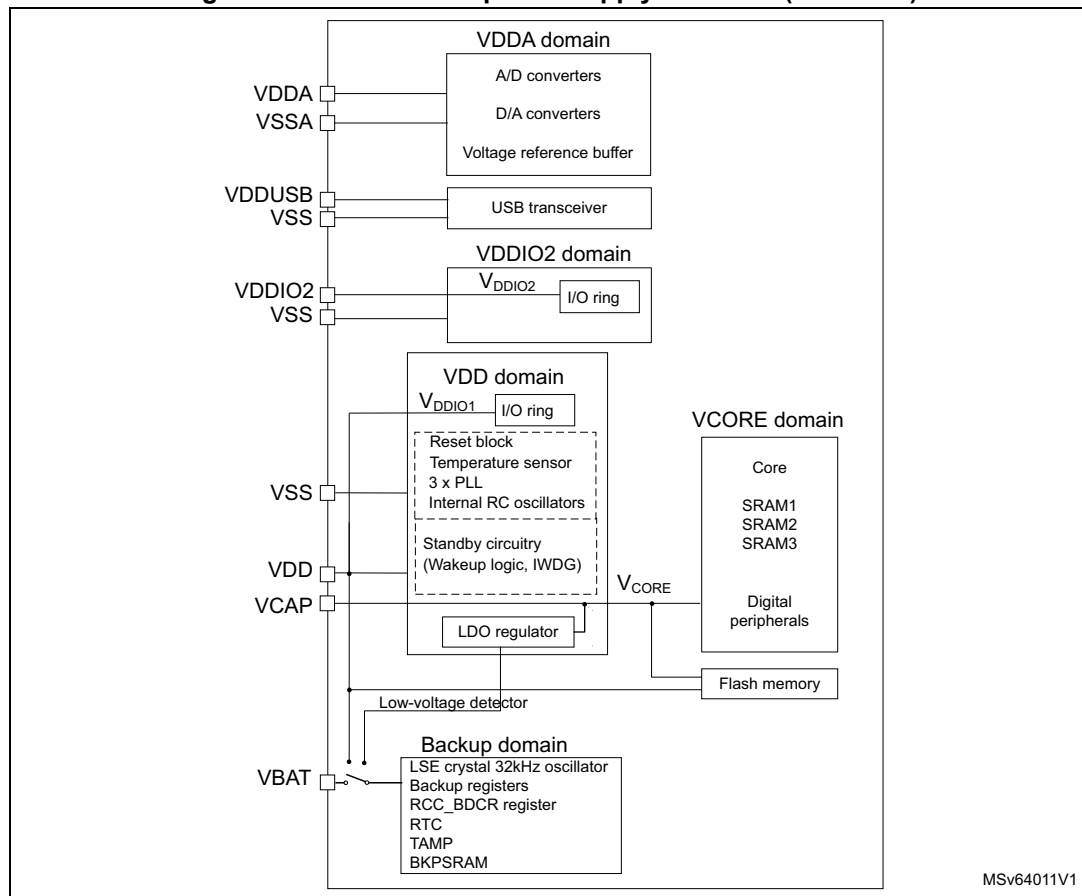 VDDA domain
A/D converters
D/A converters
Voltage reference buffer
VDDA
VSSA
VDDUSB
VSS
USB transceiver
VDDIO2 domain
VDDIO2
I/O ring
VDDIO2
VSS
VDD domain
VDDIO1
I/O ring
Reset block
Temperature sensor
3 x PLL
Internal RC oscillators
VSS
Standby circuitry
(Wakeup logic, IWDG)
VDD
VCAP
LDO regulator
VCORE
VCORE domain
Core
SRAM1
SRAM2
SRAM3
Digital
peripherals
Flash memory
Low-voltage detector
Backup domain
VBAT
LSE crystal 32kHz oscillator
Backup registers
RCC_BDCR register
RTC
TAMP
BKPSRAM
MSv64011V1